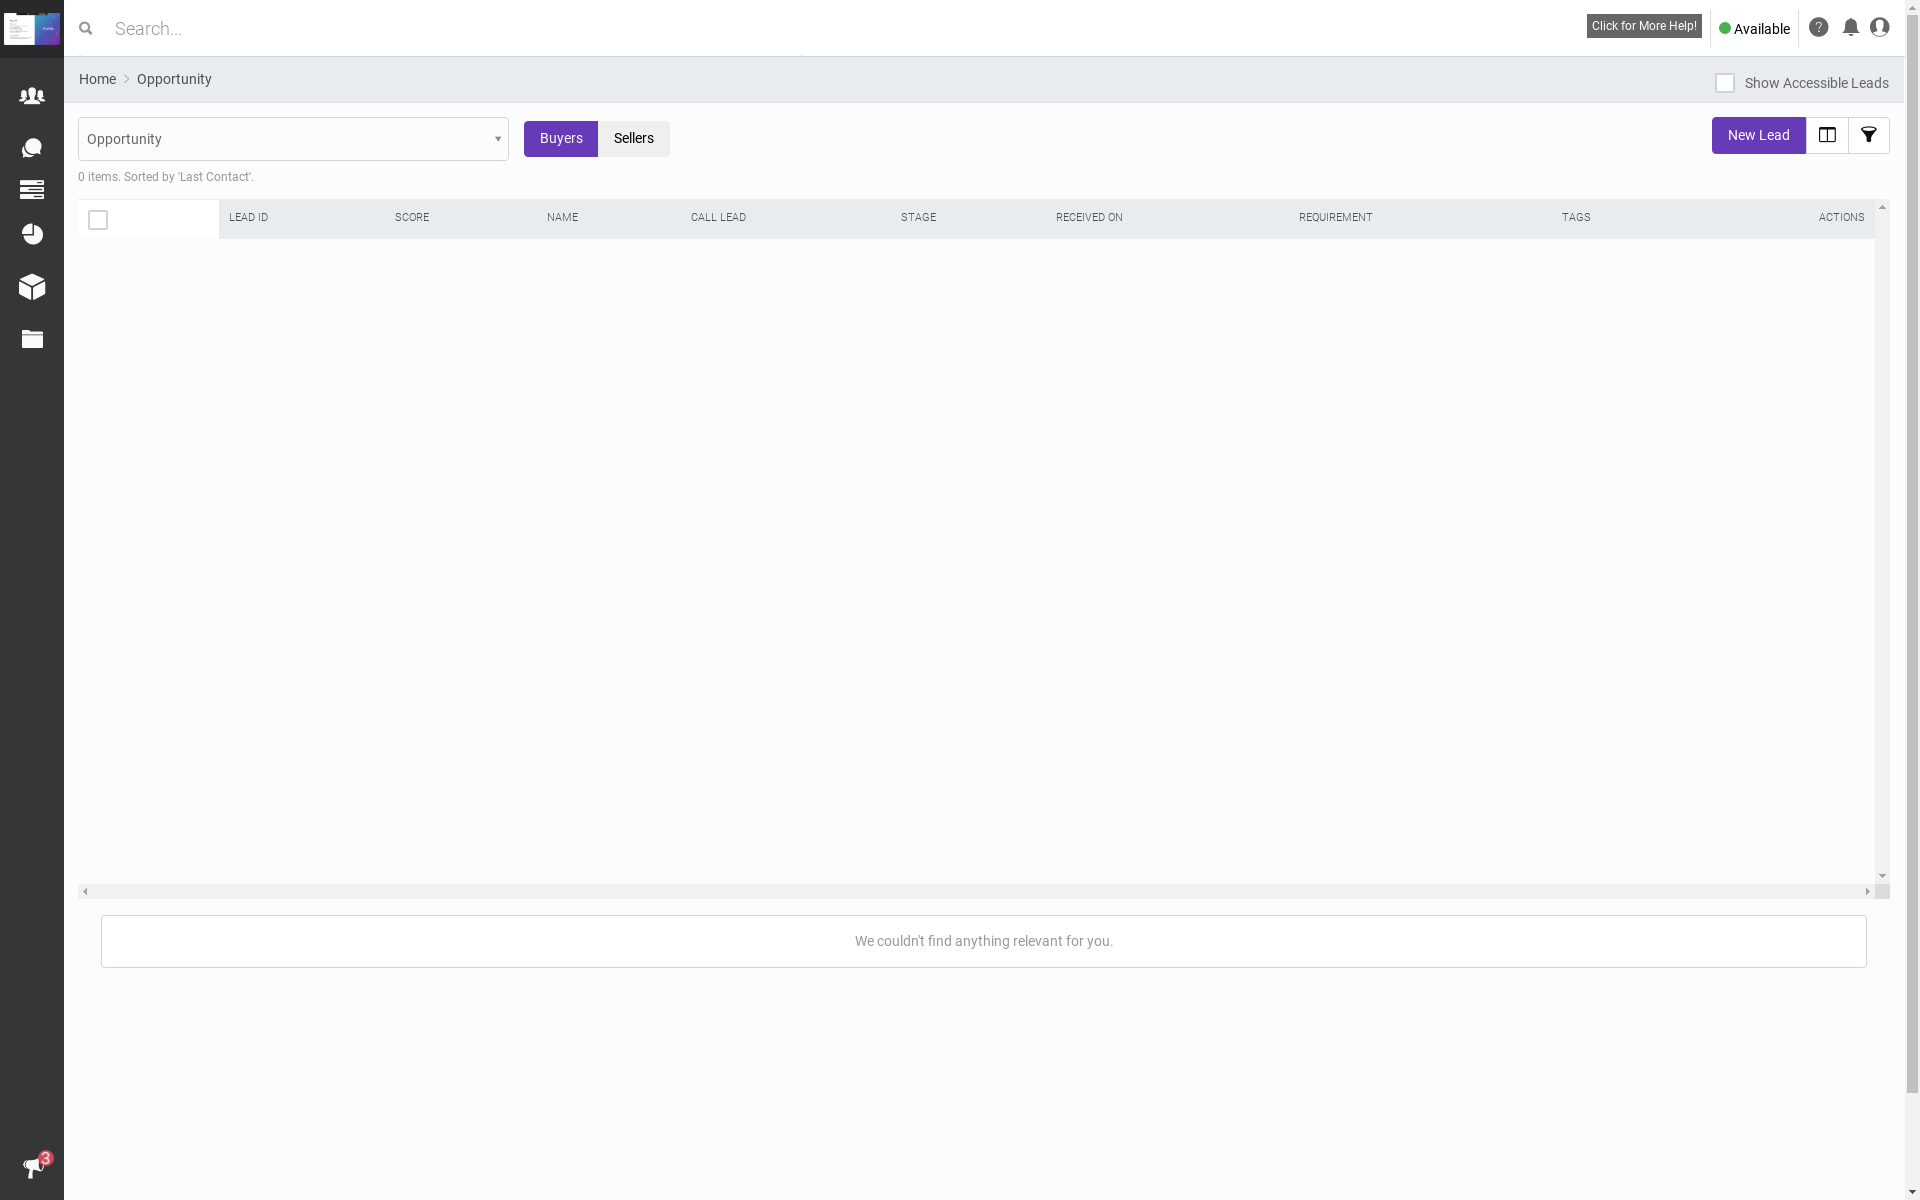 Search...
Click for More Help!
Available
?
Home > Opportunity
Show Accessible Leads
Opportunity
Buyers
Sellers
New Lead
0 items. Sorted by 'Last Contact'.
LEAD ID SCORE NAME CALL LEAD STAGE RECEIVED ON REQUIREMENT TAGS ACTIONS
We couldn't find anything relevant for you.
3